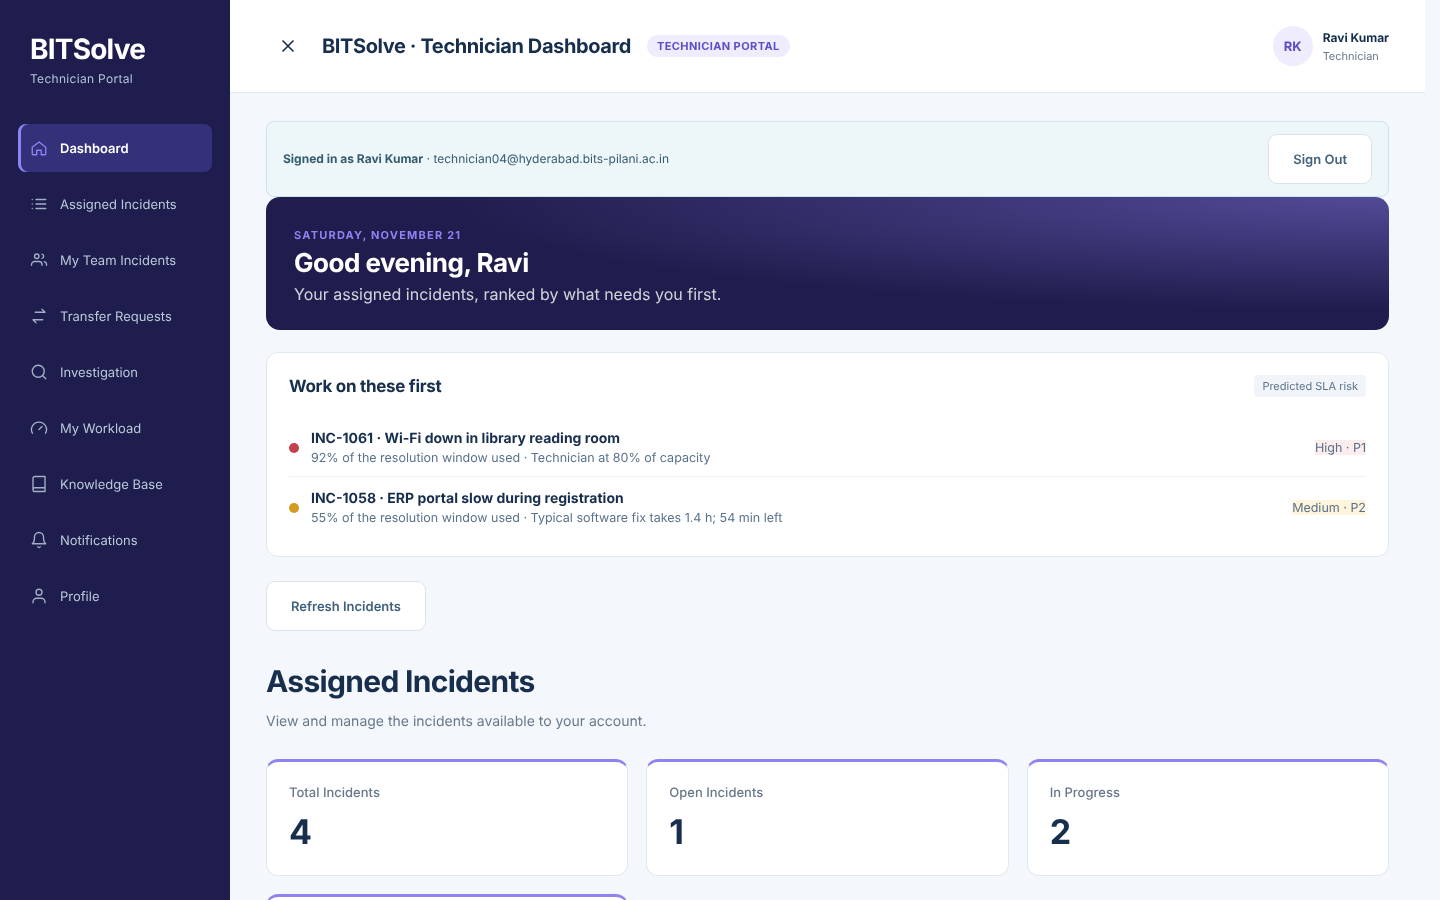 BITSolve
Technician Portal
Dashboard
Assigned Incidents
My Team Incidents
Transfer Requests
Investigation
My Workload
Knowledge Base
Notifications
Profile
BITSolve · Technician Dashboard
TECHNICIAN PORTAL
RK
Ravi Kumar
Technician
Signed in as Ravi Kumar · technician04@hyderabad.bits-pilani.ac.in
Sign Out
SATURDAY, NOVEMBER 21
Good evening, Ravi
Your assigned incidents, ranked by what needs you first.
Work on these first
Predicted SLA risk
INC-1061 · Wi-Fi down in library reading room
92% of the resolution window used · Technician at 80% of capacity
High · P1
INC-1058 · ERP portal slow during registration
55% of the resolution window used · Typical software fix takes 1.4 h; 54 min left
Medium · P2
Refresh Incidents
Assigned Incidents
View and manage the incidents available to your account.
Total Incidents
4
Open Incidents
1
In Progress
2